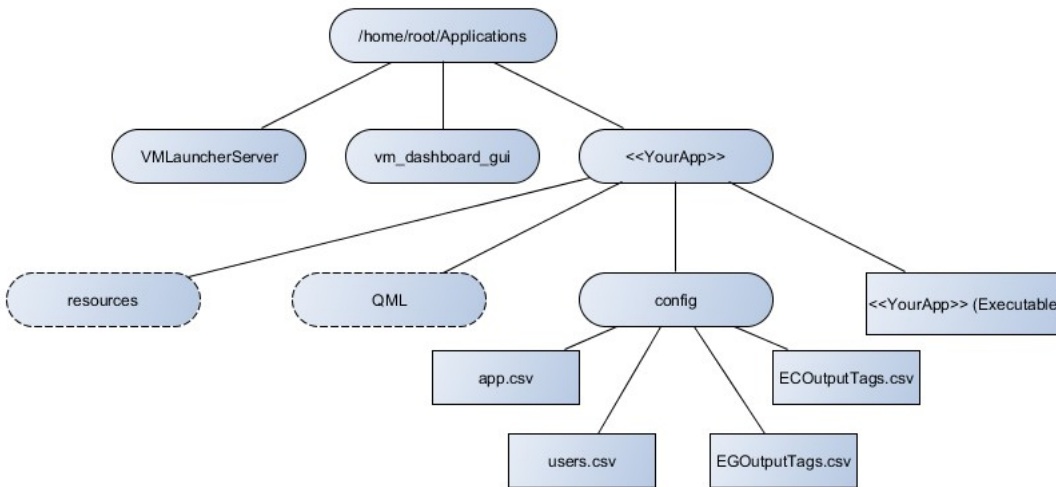 /home/root/Applications
VMLauncherServer
vm_dashboard_gui
<<YourApp>>
resources
QML
config
<<YourApp>> (Executable
app.csv
ECOutputTags.csv
users.csv
EGOutputTags.csv